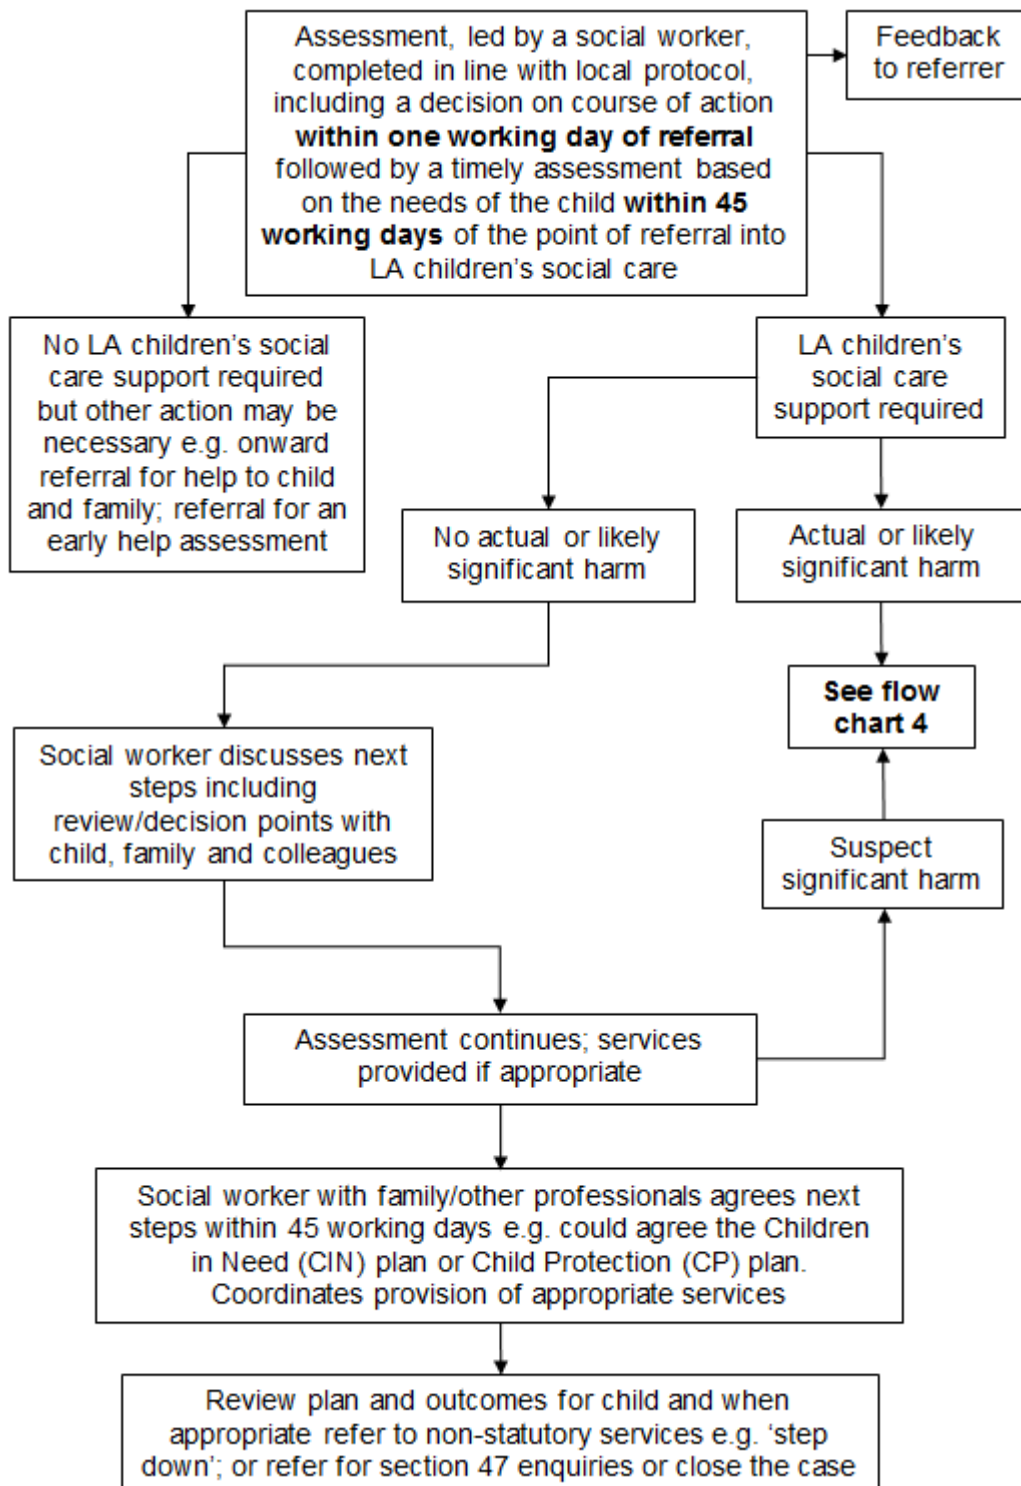 Assessment, led by a social worker,
completed in line with local protocol,
including a decision on course of action
within one working day of referral
followed by a timely assessment based
on the needs of the child within 45
working days of the point of referral into
LA children's social care
Feedback
to referrer
No LA children's social
care support required
but other action may be
necessary e.g. onward
referral for help to child
and family; referral for an
early help assessment
LA children's
social care
support required
No actual or likely
significant harm
Actual or likely
significant harm
See flow
chart 4
Social worker discusses next
steps including
review/decision points with
child, family and colleagues
Suspect
significant harm
Assessment continues; services
provided if appropriate
Social worker with family/other professionals agrees next
steps within 45 working days e.g. could agree the Children
in Need (CIN) plan or Child Protection (CP) plan.
Coordinates provision of appropriate services
Review plan and outcomes for child and when
appropriate refer to non-statutory services e.g. ‘step
down’; or refer for section 47 enquiries or close the case